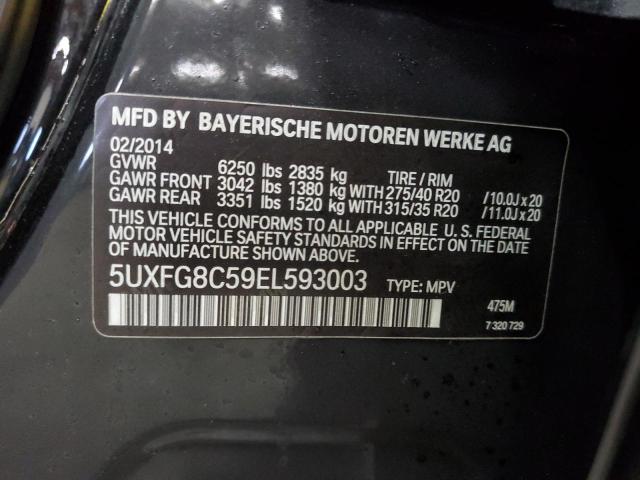 MFD BY BAYERISCHE MOTOREN WERKE AG
02/2014
GVWR 6250 lbs 2835 kg TIRE / RIM
GAWR FRONT 3042 lbs 1380 kg WITH 275/40 R20 /10.0J x 20
GAWR REAR 3351 lbs 1520 kg WITH 315/35 R20 /11.0J x 20
THIS VEHICLE CONFORMS TO ALL APPLICABLE U. S. FEDERAL
MOTOR VEHICLE SAFETY STANDARDS IN EFFECT ON THE DATE
OF MANUFACTURE SHOWN ABOVE.
5UXFG8C59EL593003 TYPE: MPV
475M
7 320 729